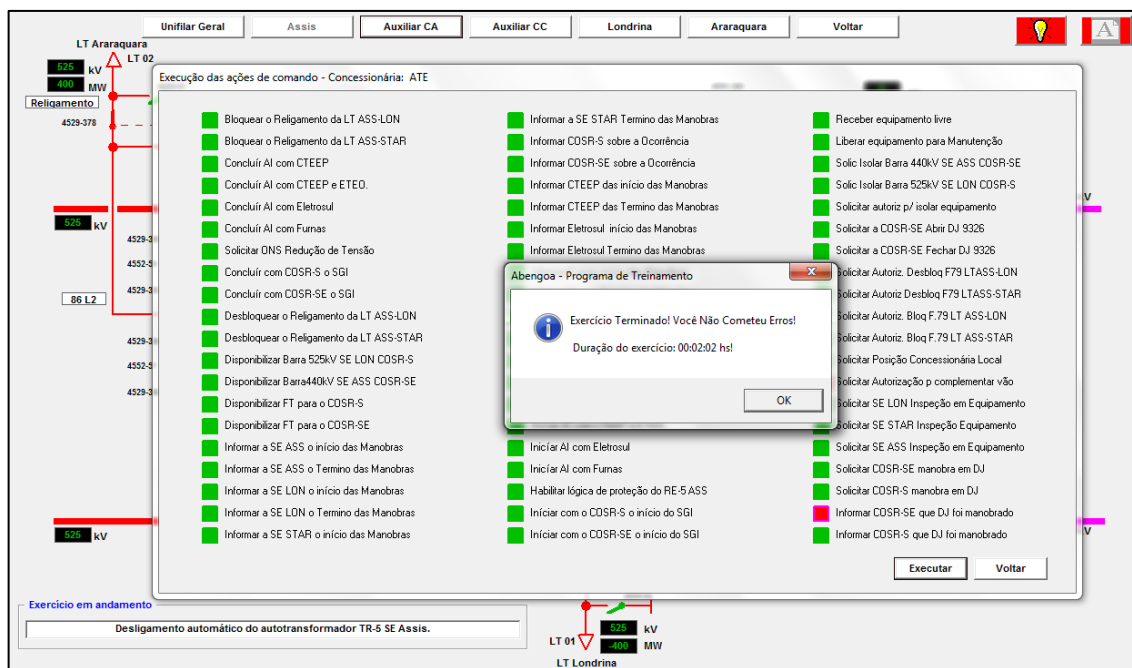 Unifilar Geral
Assis
Auxiliar CA
Auxiliar CC
Londrina
Araraquara
Voltar
A
LT Araraquara
LT 02
525 kV
400 MW
Religamento
4529-378
525 kV
4529-3
4552-5
4529-3
86 L2
4529-3
4552-5
4529-3
525 kV
Execução das ações de comando - Concessionária: ATE
Bloquear o Religamento da LT ASS-LON
Bloquear o Religamento da LT ASS-STAR
Concluír AI com CTEEP
Concluír AI com CTEEP e ETEO.
Concluír AI com Eletrosul
Concluír AI com Furnas
Solicitar ONS Redução de Tensão
Concluír com COSR-S o SGI
Concluír com COSR-SE o SGI
Desbloquear o Religamento da LT ASS-LON
Desbloquear o Religamento da LT ASS-STAR
Disponibilizar Barra 525kV SE LON COSR-S
Disponibilizar Barra440kV SE ASS COSR-SE
Disponibilizar FT para o COSR-S
Disponibilizar FT para o COSR-SE
Informar a SE ASS o início das Manobras
Informar a SE ASS o Termino das Manobras
Informar a SE LON o início das Manobras
Informar a SE LON o Termino das Manobras
Informar a SE STAR o início das Manobras
Informar a SE STAR Termino das Manobras
Informar COSR-S sobre a Ocorrência
Informar COSR-SE sobre a Ocorrência
Informar CTEEP das início das Manobras
Informar CTEEP das Termino das Manobras
Informar Eletrosul início das Manobras
Informar Eletrosul Termino das Manobras
Iniciar AI com Eletrosul
Iniciar AI com Furnas
Habilitar lógica de proteção do RE-5 ASS
Iníciar com o COSR-S o início do SGI
Iníciar com o COSR-SE o início do SGI
Receber equipamento livre
Liberar equipamento para Manutenção
Solic Isolar Barra 440kV SE ASS COSR-SE
Solic Isolar Barra 525kV SE LON COSR-S
Solicitar autoriz p/ isolar equipamento
Solicitar a COSR-SE Abrir DJ 9326
Solicitar a COSR-SE Fechar DJ 9326
Solicitar Autoriz. Desbloq F79 LTASS-LON
Solicitar Autoriz Desbloq F79 LTASS-STAR
Solicitar Autoriz. Bloq F.79 LT ASS-LON
Solicitar Autoriz. Bloq F.79 LT ASS-STAR
Solicitar Posição Concessionária Local
Solicitar Autorização p complementar vão
Solicitar SE LON Inspeção em Equipamento
Solicitar SE STAR Inspeção Equipamento
Solicitar SE ASS Inspeção em Equipamento
Solicitar COSR-SE manobra em DJ
Solicitar COSR-S manobra em DJ
Informar COSR-SE que DJ foi manobrado
Informar COSR-S que DJ foi manobrado
Abengoa - Programa de Treinamento
Exercício Terminado! Você Não Cometeu Erros!
Duração do exercício: 00:02:02 hs!
OK
Executar
Voltar
V
V
Exercício em andamento
Desligamento automático do autotransformador TR-5 SE Assis.
LT 01
525 kV
-400 MW
LT Londrina